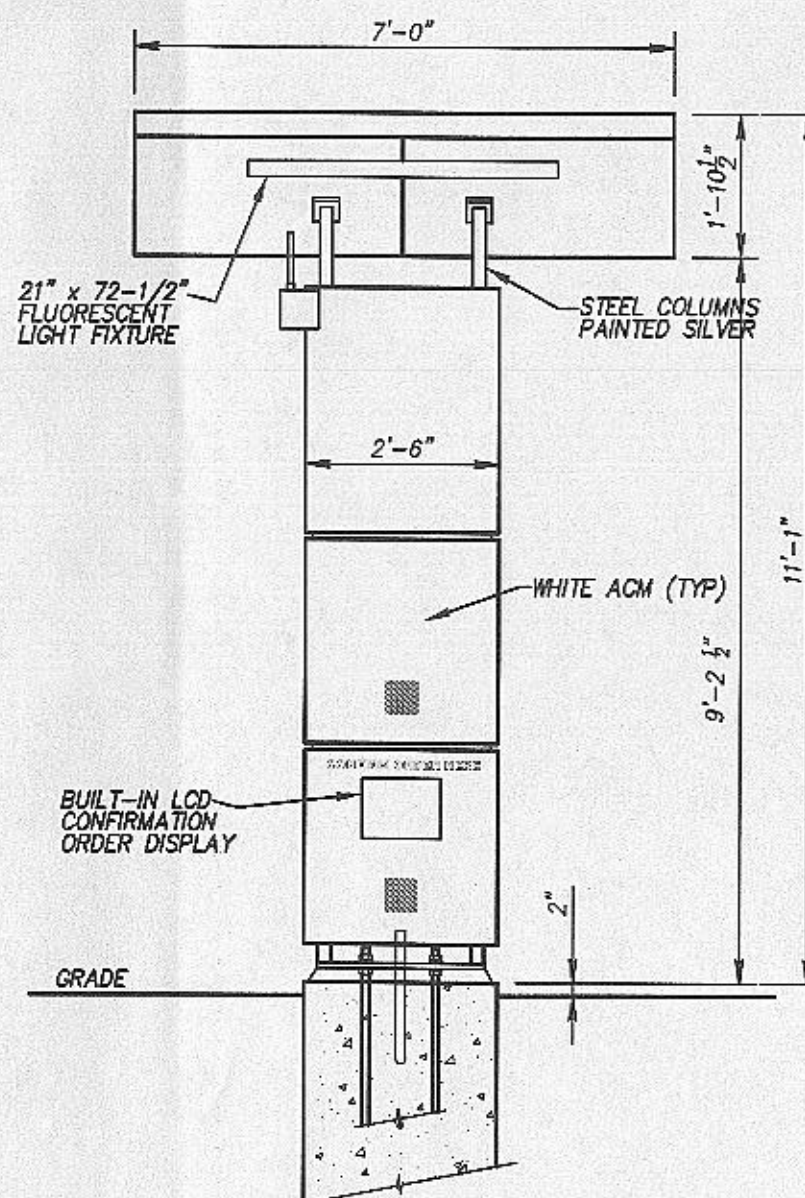 7'-0"
1'-10 1/2"
21" x 72-1/2"
FLUORESCENT
LIGHT FIXTURE
STEEL COLUMNS
PAINTED SILVER
2'-6"
11'-1"
WHITE ACM (TYP)
9'-2 1/2"
BUILT-IN LCD
CONFIRMATION
ORDER DISPLAY
2"
GRADE